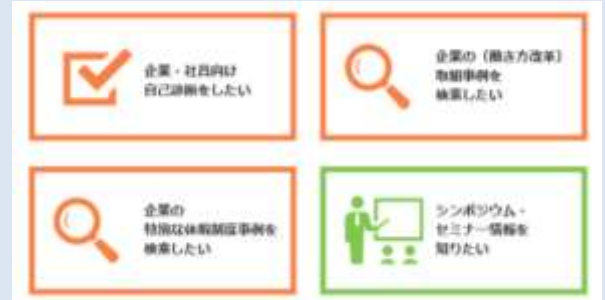 企業・社員向け
自己診断をしたい
企業の（働き方改革）
取組事例を
検索したい
企業の
特別な休暇制度事例を
検索したい
シンポジウム・
セミナー情報を
知りたい